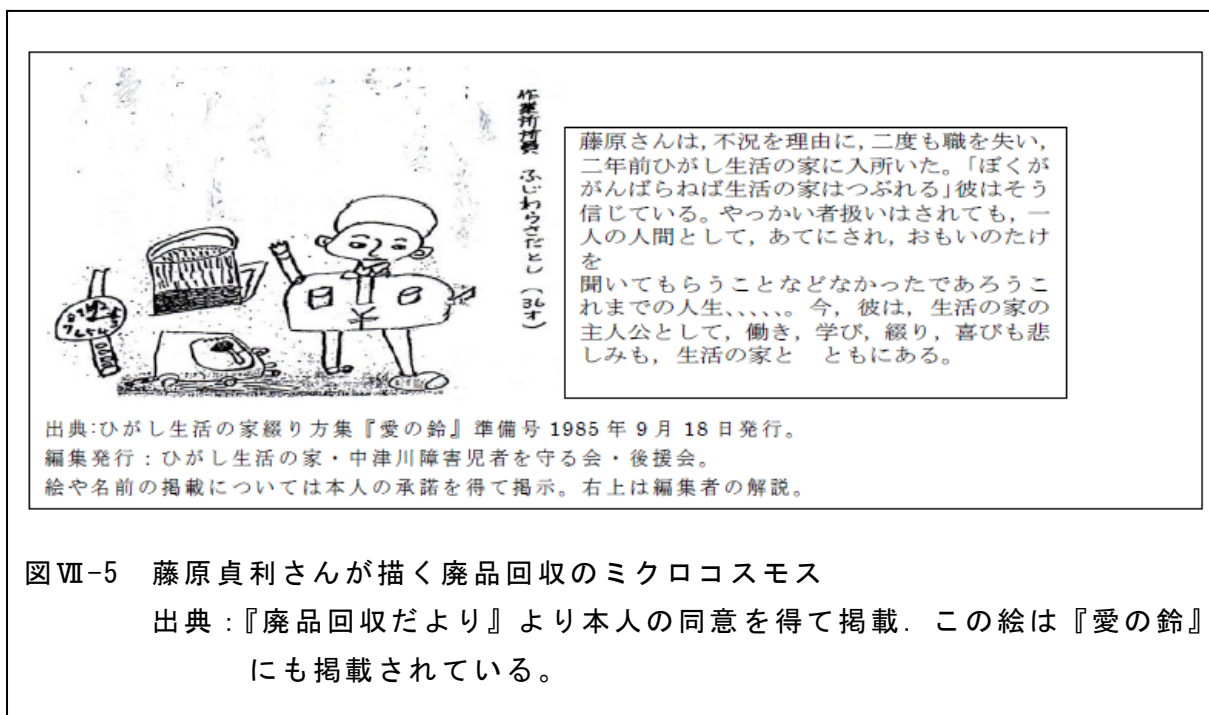 作業所所員 ふじわらさだとし(36才)
藤原さんは,不況を理由に,二度も職を失い,
二年前ひがし生活の家に入所いた。「ぼくが
がんばらねば生活の家はつぶれる」彼はそう
信じている。やっかい者扱いはされても,一
人の人間として,あてにされ,おもいのたけ
を
聞いてもらうことなどなかったであろうこ
れまでの人生、、、、、。今,彼は,生活の家の
主人公として,働き,学び,綴り,喜びも悲
しみも,生活の家と ともにある。
出典:ひがし生活の家綴り方集『愛の鈴』準備号 1985 年 9 月 18 日発行。
編集発行:ひがし生活の家・中津川障害児者を守る会・後援会。
絵や名前の掲載については本人の承諾を得て掲示。右上は編集者の解説。
図Ⅶ-5 藤原貞利さんが描く廃品回収のミクロコスモス
出典:『廃品回収だより』より本人の同意を得て掲載. この絵は『愛の鈴』
にも掲載されている。